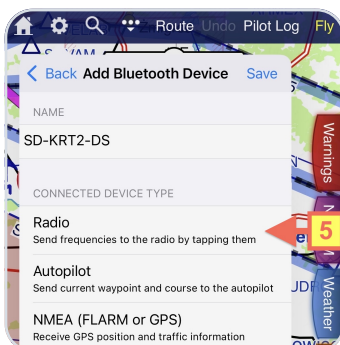 Route Undo Pilot Log Fly
Back Add Bluetooth Device Save
NAME
SD-KRT2-DS
CONNECTED DEVICE TYPE
Radio
Send frequencies to the radio by tapping them
5
Autopilot
Send current waypoint and course to the autopilot
NMEA (FLARM or GPS)
Receive GPS position and traffic information
Warnings
Weather